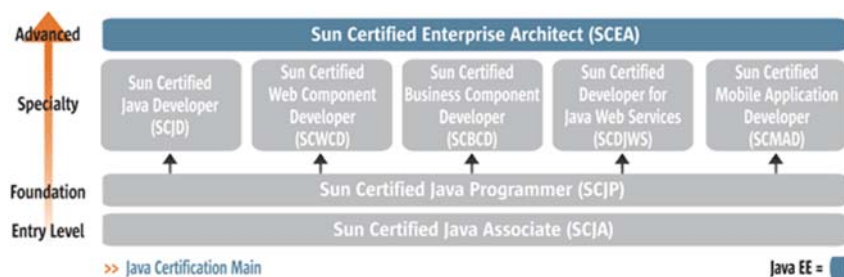 Advanced
Sun Certified Enterprise Architect (SCEA)
Specialty
Sun Certified
Java Developer
(SCJD)
Sun Certified
Web Component
Developer
(SCWCD)
Sun Certified
Business Component
Developer
(SCBCD)
Sun Certified
Developer for
Java Web Services
(SCDJWS)
Sun Certified
Mobile Application
Developer
(SCMAD)
Foundation
Sun Certified Java Programmer (SCJP)
Entry Level
Sun Certified Java Associate (SCJA)
>> Java Certification Main
Java EE =